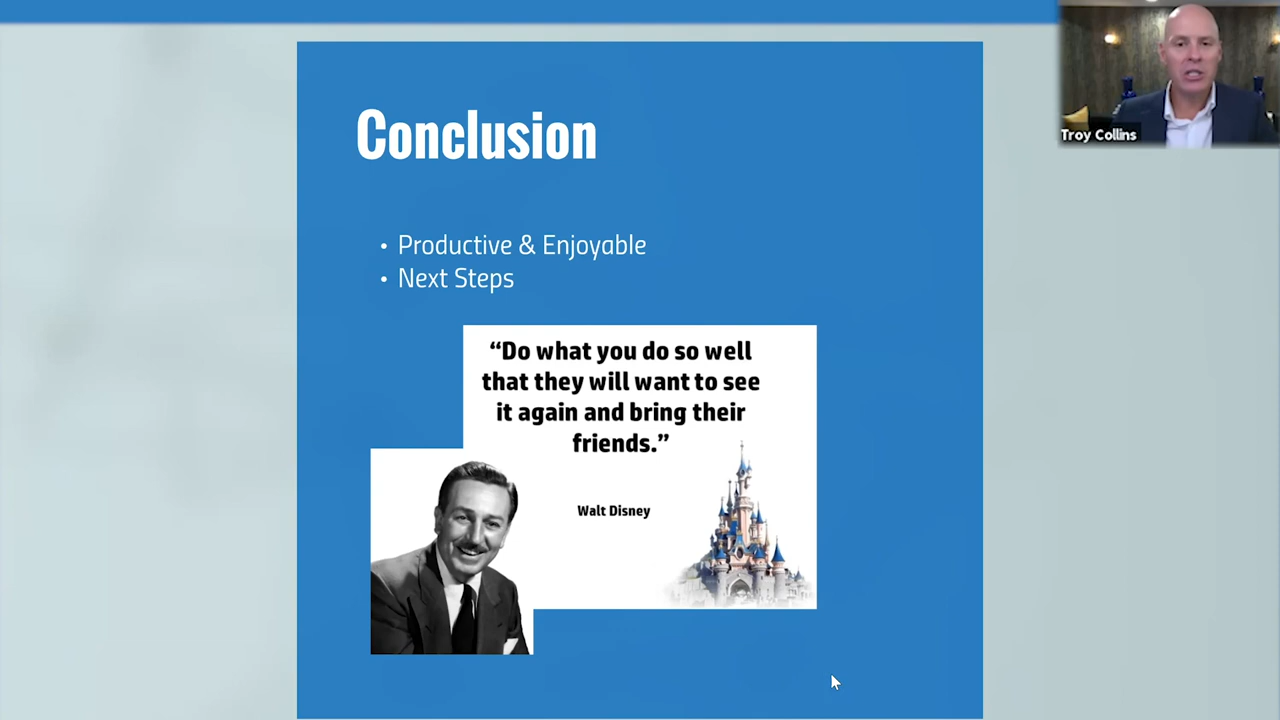 Conclusion
• Productive & Enjoyable
• Next Steps
“Do what you do so well
that they will want to see
it again and bring their
friends.”
Walt Disney
Troy Collins